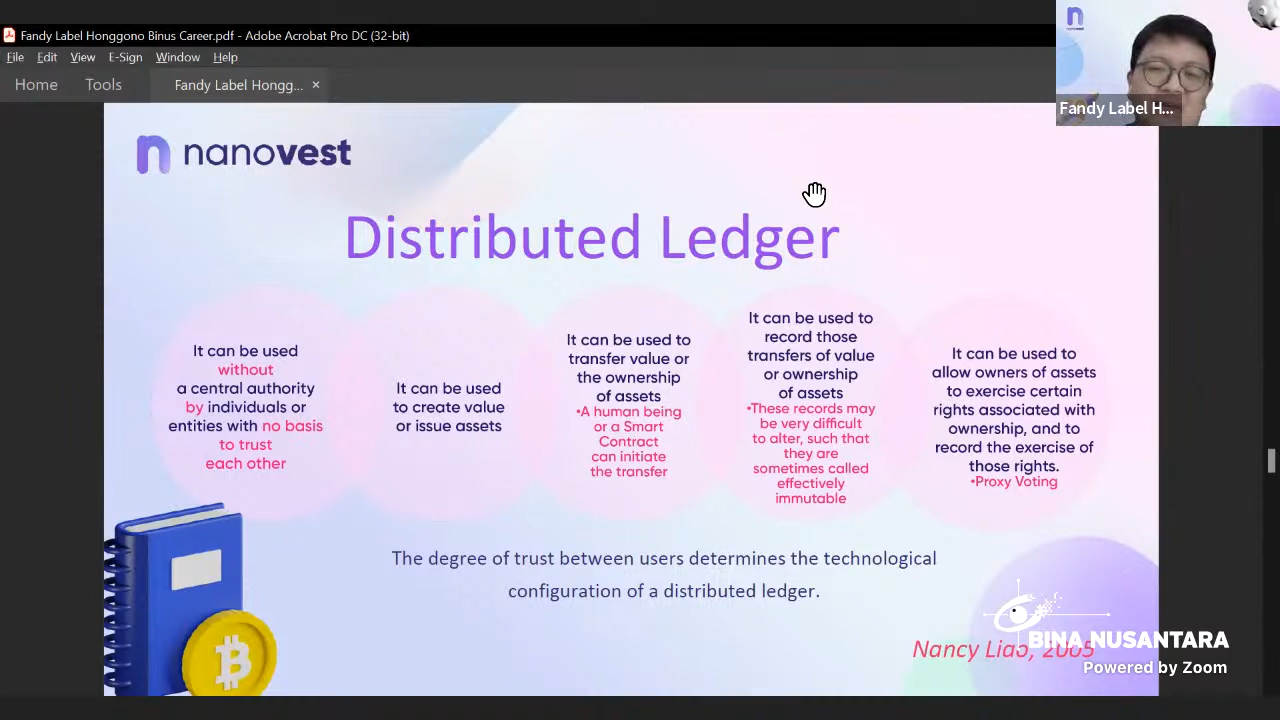 Fandy Label Honggono Binus Career.pdf - Adobe Acrobat Pro DC (32-bit)
File Edit View E-Sign Window Help
Home Tools Fandy Label Hongg... ×
nanovest
Fandy Label H...
nanovest
Distributed Ledger
It can be used
without
a central authority
by individuals or
entities with no basis
to trust
each other
It can be used
to create value
or issue assets
It can be used to
transfer value or
the ownership
of assets
•A human being
or a Smart
Contract
can initiate
the transfer
It can be used to
record those
transfers of value
or ownership
of assets
•These records may
be very difficult
to alter, such that
they are
sometimes called
effectively
immutable
It can be used to
allow owners of assets
to exercise certain
rights associated with
ownership, and to
record the exercise of
those rights.
•Proxy Voting
The degree of trust between users determines the technological
configuration of a distributed ledger.
Nancy Liao, 2005
BINA NUSANTARA
Powered by Zoom